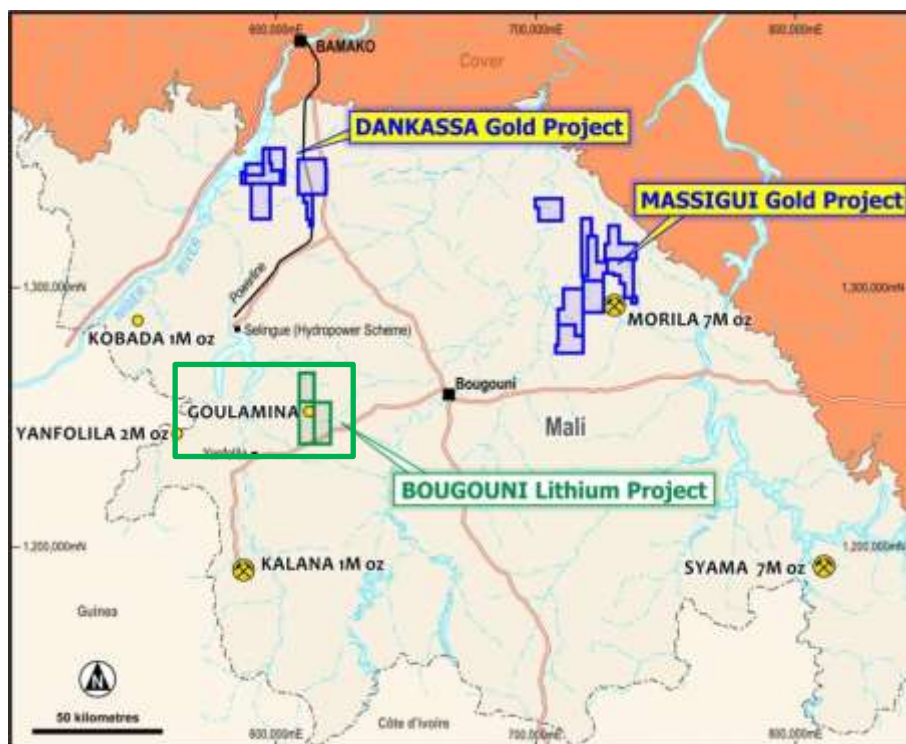 600,000mE
700,000mE
800,000mE
BAMAKO
Cover
DANKASSA Gold Project
MASSIGUI Gold Project
NIGER RIVER
Powerline
1,300,000mN
1,300,000mN
MORILA 7M oz
KOBADA 1M oz
Selingue (Hydropower Scheme)
Bougouni
GOULAMINA
Mali
YANFOLILA 2M oz
Yanfolila
BOUGOUNI Lithium Project
1,200,000mN
1,200,000mN
KALANA 1M oz
SYAMA 7M oz
Guinea
N
50 kilometres
Côte d'Ivoire
600,000mE
700,000mE
800,000mE